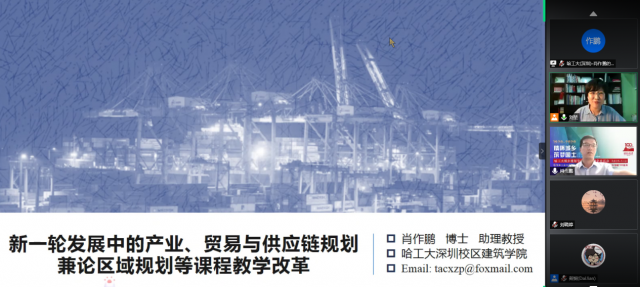 新一轮发展中的产业、贸易与供应链规划
兼论区域规划等课程教学改革
肖作鹏 博士 助理教授
哈工大深圳校区建筑学院
Email: tacxzp@foxmail.com
作鹏